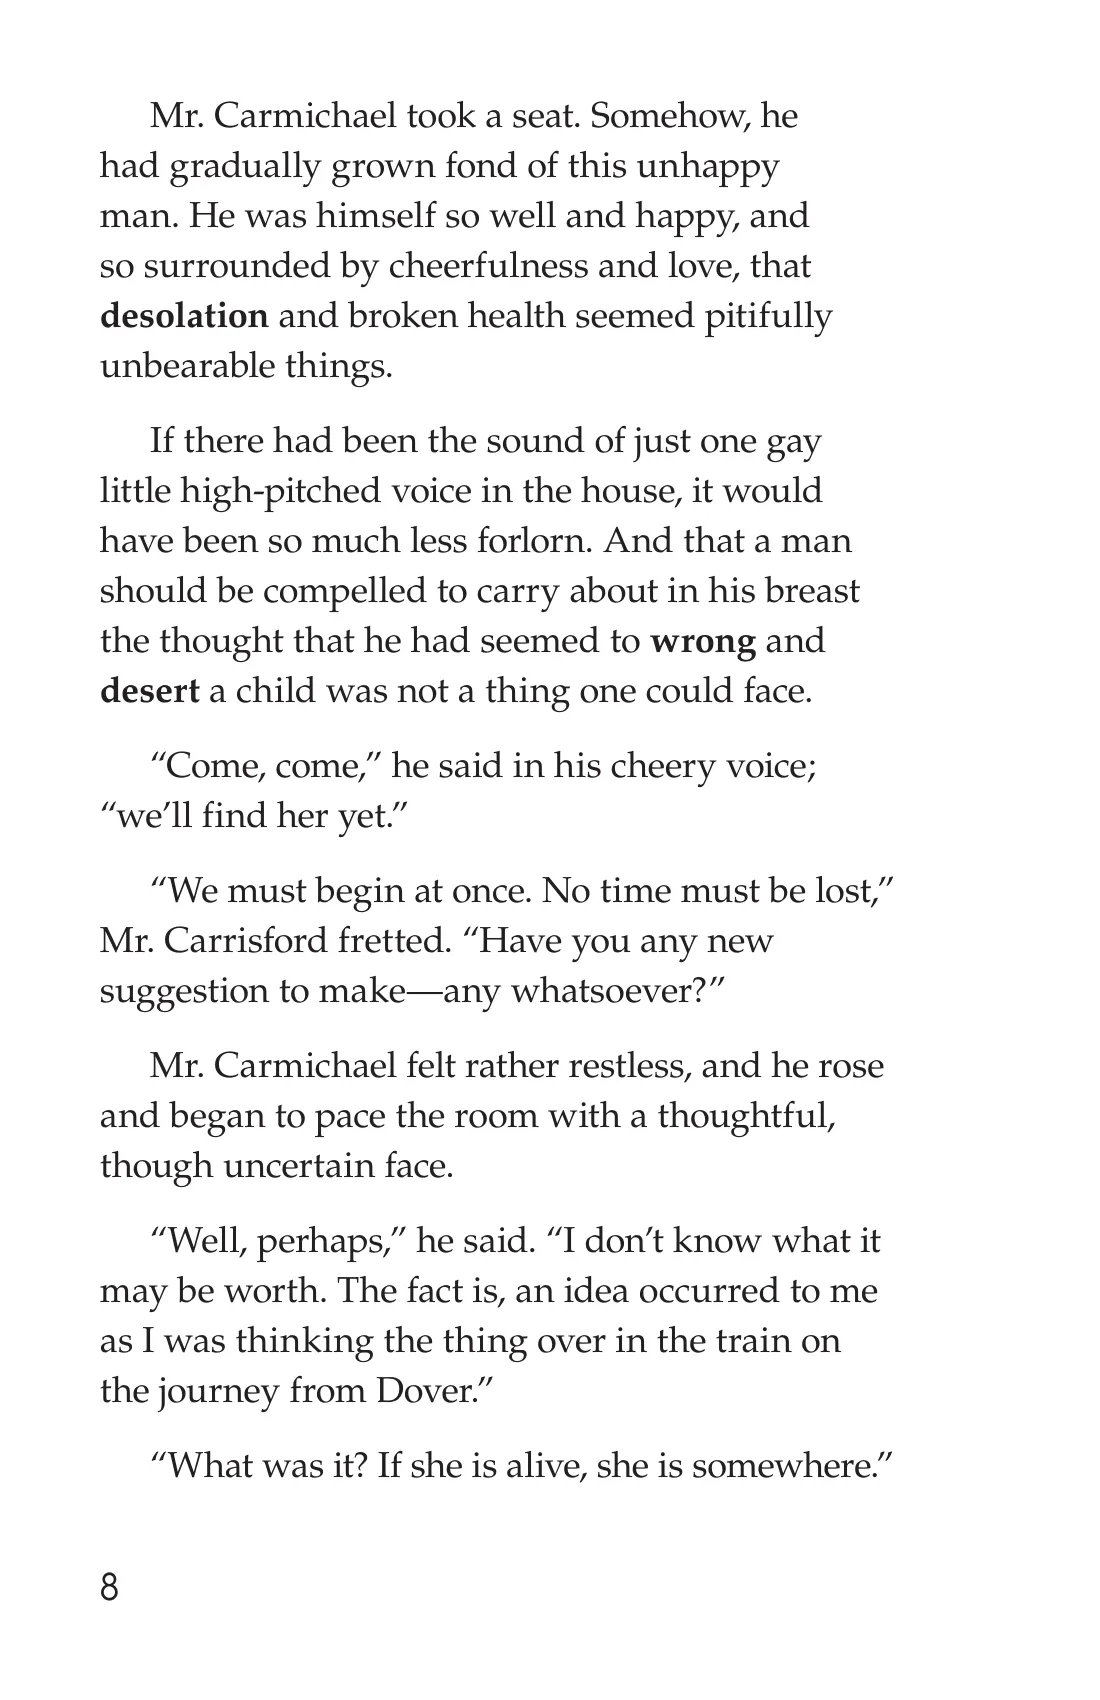 Mr. Carmichael took a seat. Somehow, he
had gradually grown fond of this unhappy
man. He was himself so well and happy, and
so surrounded by cheerfulness and love, that
desolation and broken health seemed pitifully
unbearable things.
If there had been the sound of just one gay
little high-pitched voice in the house, it would
have been so much less forlorn. And that a man
should be compelled to carry about in his breast
the thought that he had seemed to wrong and
desert a child was not a thing one could face.
“Come, come,” he said in his cheery voice;
“we’ll find her yet.”
“We must begin at once. No time must be lost,”
Mr. Carrisford fretted. “Have you any new
suggestion to make—any whatsoever?”
Mr. Carmichael felt rather restless, and he rose
and began to pace the room with a thoughtful,
though uncertain face.
“Well, perhaps,” he said. “I don’t know what it
may be worth. The fact is, an idea occurred to me
as I was thinking the thing over in the train on
the journey from Dover.”
“What was it? If she is alive, she is somewhere.”
8